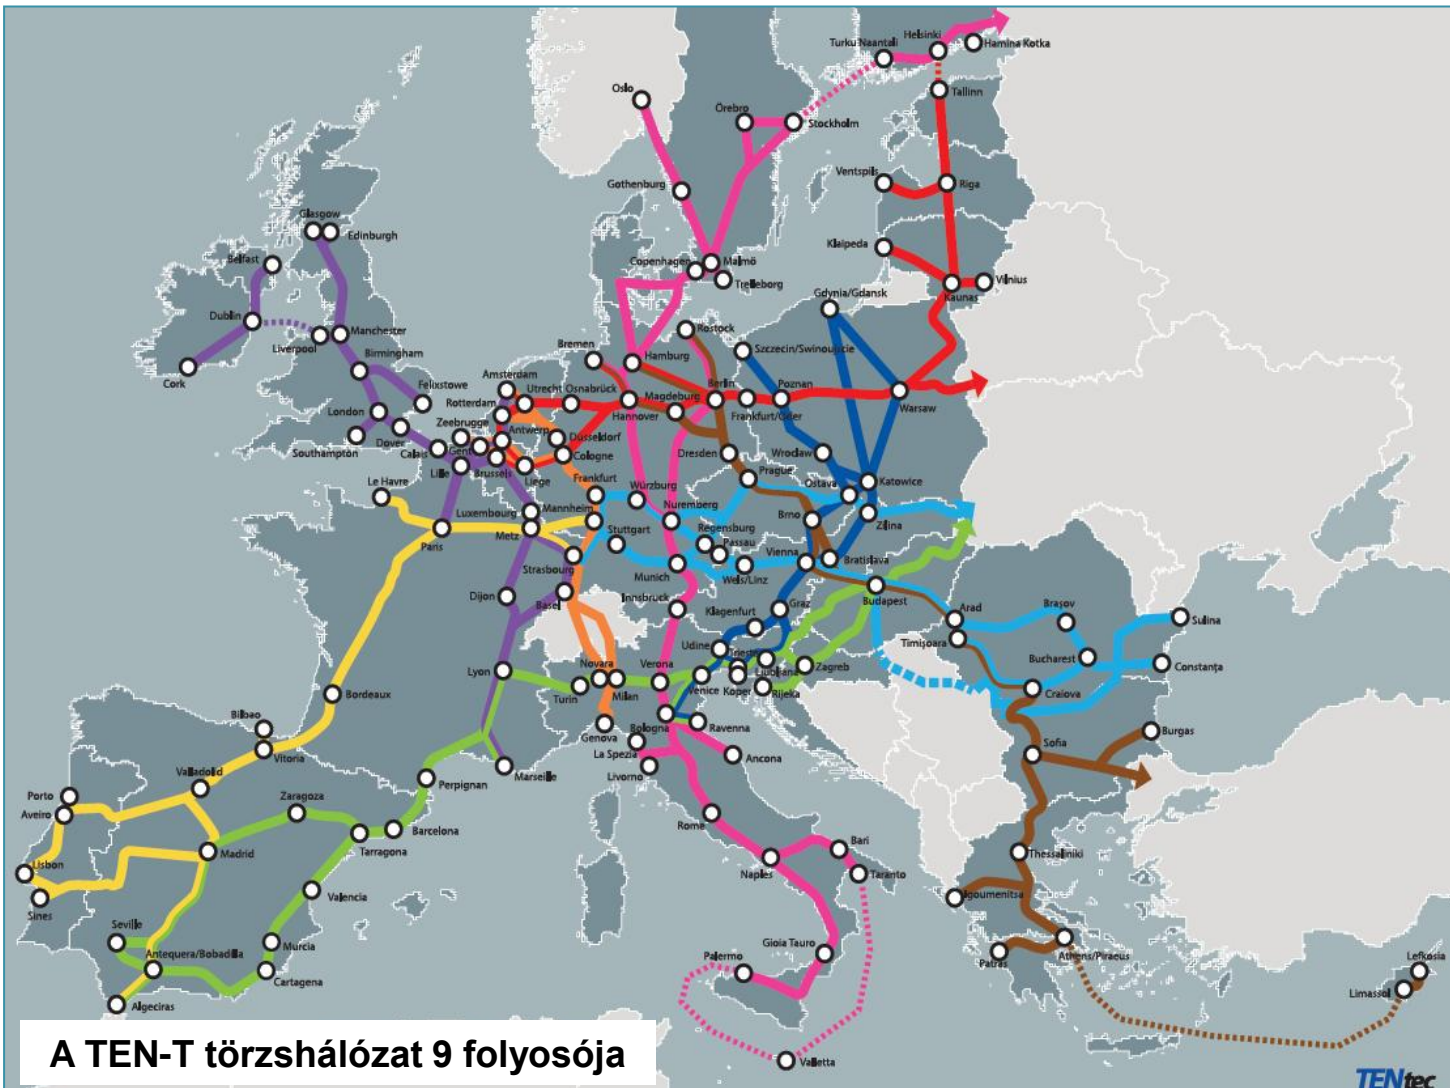 Helsinki
Turku Naantali
Hamina Kotka
Oslo
Tallinn
Örebro
Stockholm
Ventspils
Riga
Gothenburg
Glasgow
Edinburgh
Klaipeda
Belfast
Copenhagen
Malmö
Trelleborg
Vilnius
Kaunas
Gdynia/Gdansk
Dublin
Liverpool
Manchester
Rostock
Szczecin/Swinoujscie
Birmingham
Bremen
Hamburg
Cork
Felixstowe
Amsterdam
Utrecht
Osnabrück
Magdeburg
Berlin
Poznan
Rotterdam
Hannover
Frankfurt/Oder
Warsaw
London
Zeebrugge
Dover
Southampton
Calais
Gent
Antwerp
Düsseldorf
Cologne
Dresden
Wrocław
Lille
Brussels
Liege
Frankfurt
Prague
Ostava
Katowice
Le Havre
Würzburg
Luxembourg
Mannheim
Nuremberg
Brno
Zilina
Paris
Metz
Stuttgart
Regensburg
Passau
Vienna
Bratislava
Strasbourg
Munich
Wels/Linz
Dijon
Basel
Innsbruck
Klagenfurt
Graz
Budapest
Arad
Braşov
Sulina
Timişoara
Udine
Trieste
Ljubljana
Zagreb
Bucharest
Constanţa
Lyon
Novara
Verona
Turin
Milan
Venice
Koper
Rijeka
Craiova
Bordeaux
Bilbao
Genova
Bologna
Ravenna
Burgas
Vitoria
La Spezia
Ancona
Sofia
Valladolid
Marseille
Livorno
Porto
Aveiro
Zaragoza
Perpignan
Rome
Barcelona
Tarragona
Madrid
Bari
Thessaliniki
Lisbon
Naples
Taranto
Sines
Valencia
Igoumenitsa
Seville
Murcia
Gioia Tauro
Antequera/Bobadilla
Cartagena
Palermo
Patras
Athens/Piraeus
Lefkosia
Limassol
Algeciras
A TEN-T törzshálózat 9 folyosója
Valletta
TENtec